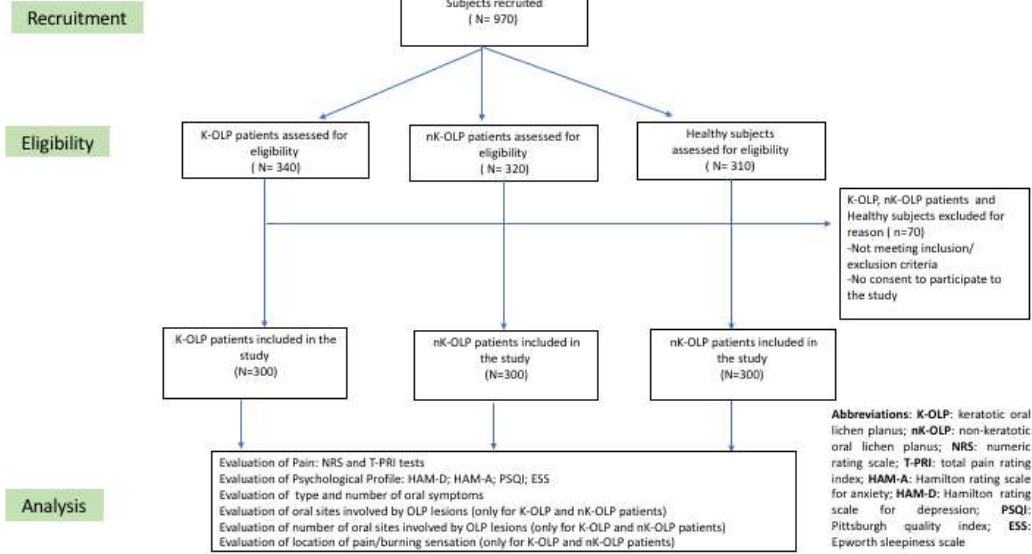 Recruitment
Subjects recruited
( N= 970)
Eligibility
K-OLP patients assessed for
eligibility
( N= 340)
nK-OLP patients assessed for
eligibility
( N= 320)
Healthy subjects
assessed for eligibility
( N= 310)
K-OLP, nK-OLP patients and
Healthy subjects excluded for
reason ( n=70)
-Not meeting inclusion/
exclusion criteria
-No consent to participate to
the study
K-OLP patients included in the
study
(N=300)
nK-OLP patients included in
the study
(N=300)
nK-OLP patients included in
the study
(N=300)
Analysis
Evaluation of Pain: NRS and T-PRI tests
Evaluation of Psychological Profile: HAM-D; HAM-A; PSQI; ESS
Evaluation of type and number of oral symptoms
Evaluation of oral sites involved by OLP lesions (only for K-OLP and nK-OLP patients)
Evaluation of number of oral sites involved by OLP lesions (only for K-OLP and nK-OLP patients)
Evaluation of location of pain/burning sensation (only for K-OLP and nK-OLP patients)
Abbreviations: K-OLP: keratotic oral
lichen planus; nK-OLP: non-keratotic
oral lichen planus; NRS: numeric
rating scale; T-PRI: total pain rating
index; HAM-A: Hamilton rating scale
for anxiety; HAM-D: Hamilton rating
scale for depression; PSQI:
Pittsburgh quality index; ESS:
Epworth sleepiness scale